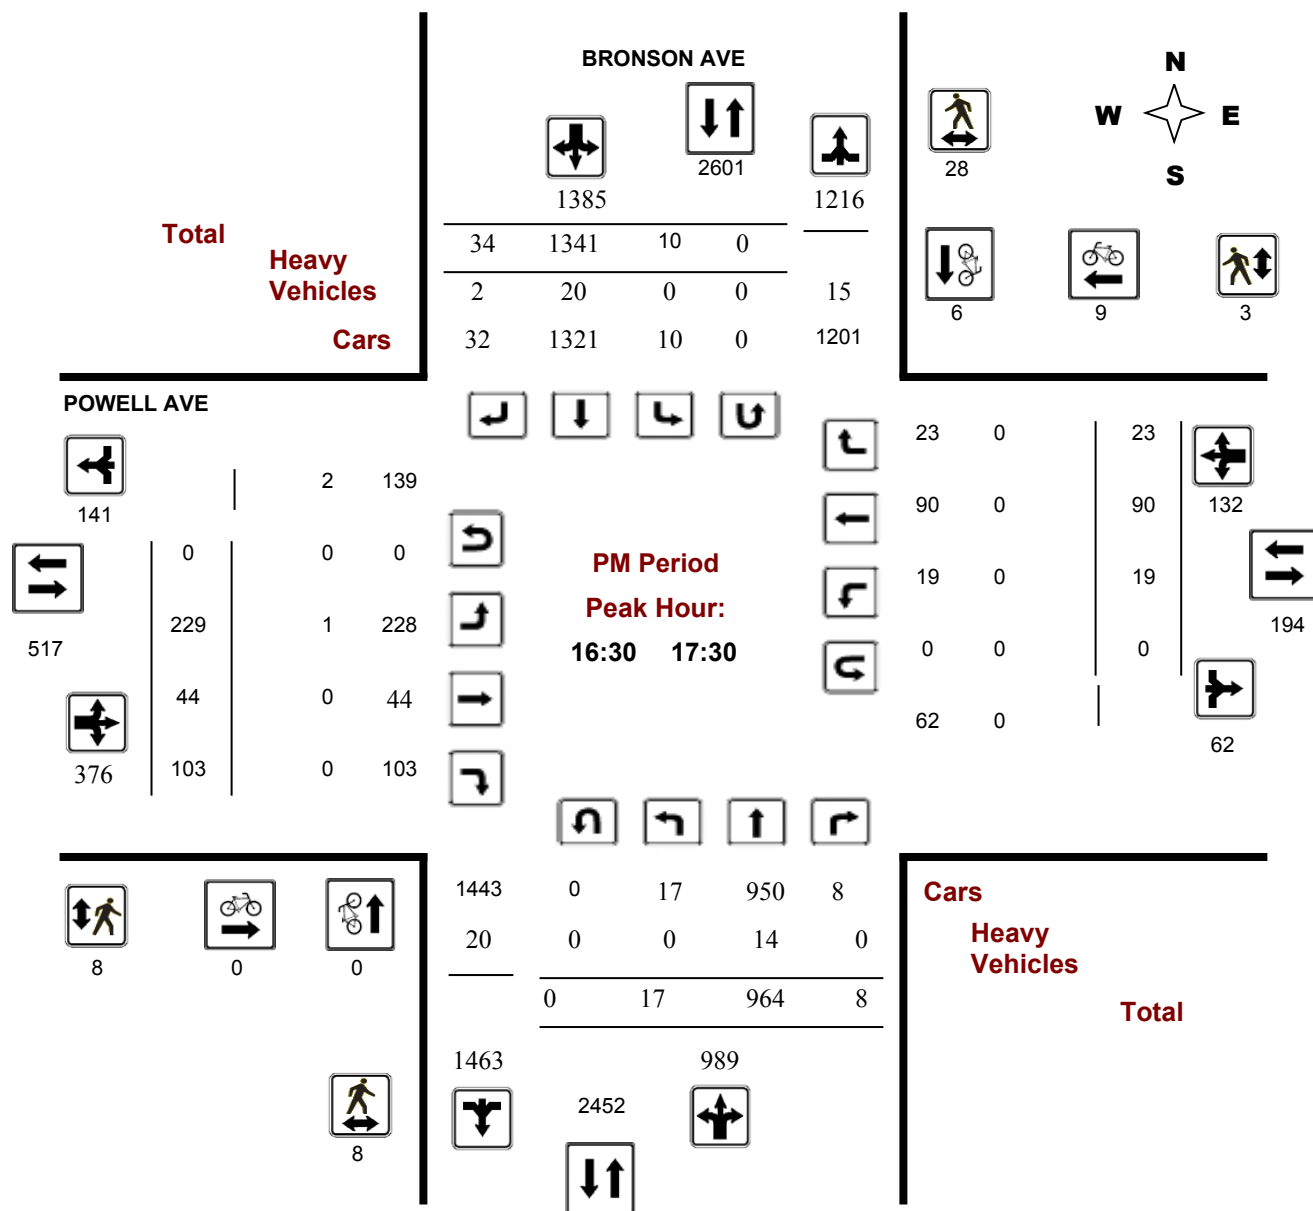 BRONSON AVE
N
W E
S
2601
28
1385 1216
Total
34 1341 10 0
Heavy
Vehicles
2 20 0 0 15
6 9 3
Cars
32 1321 10 0 1201
POWELL AVE
23 0 23
2 139
141
90 0 90 132
0 0 0
PM Period
19 0 19
Peak Hour:
229 1 228
194
517
16:30 17:30
0 0 0
44 0 44
62 0
62
376 103 0 103
1443 0 17 950 8
Cars
20 0 0 14 0
Heavy
Vehicles
8 0 0
0 17 964 8
Total
1463 989
2452
8